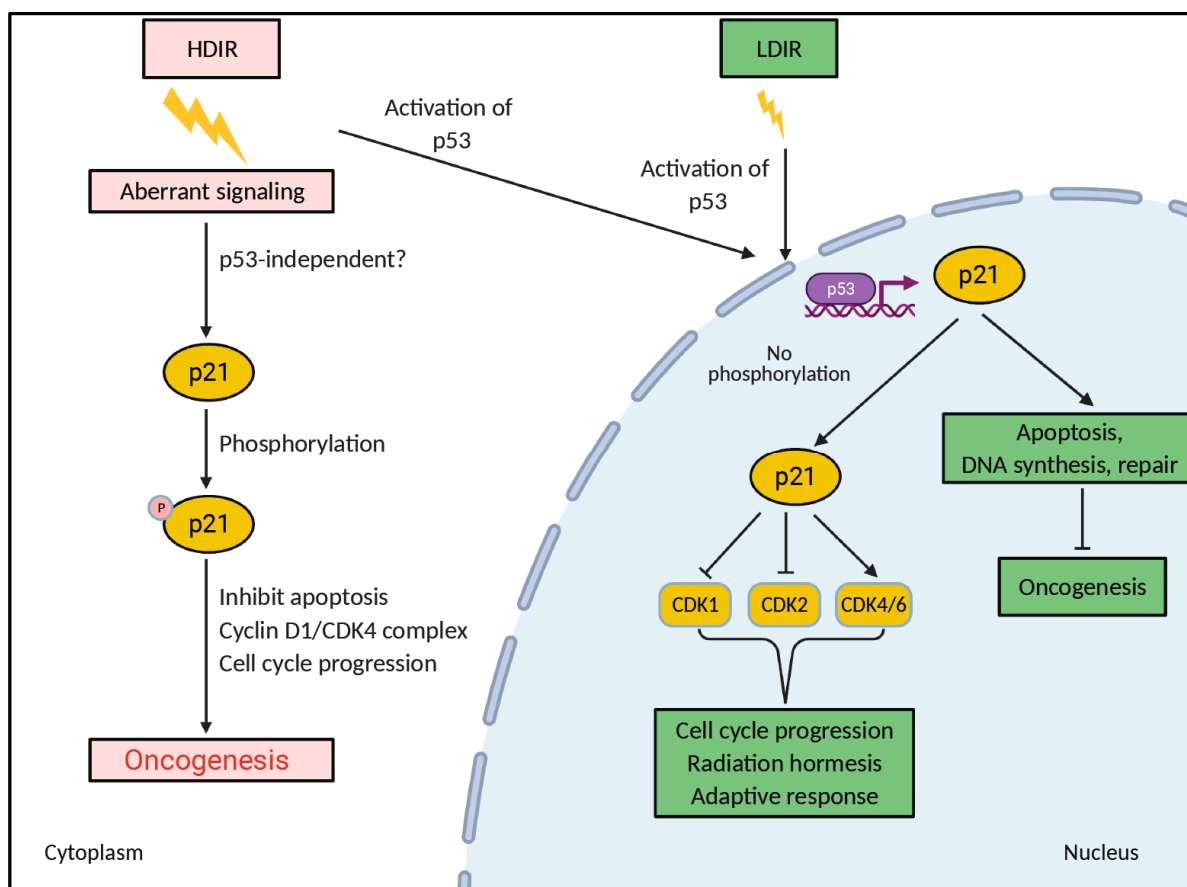 HDIR
LDIR
Activation of
p53
Activation of
p53
Aberrant signaling
p53-independent?
p21
Phosphorylation
P
p21
Inhibit apoptosis
Cyclin D1/CDK4 complex
Cell cycle progression
Oncogenesis
Cytoplasm
p53
p21
No
phosphorylation
p21
Apoptosis,
DNA synthesis, repair
Oncogenesis
CDK1
CDK2
CDK4/6
Cell cycle progression
Radiation hormesis
Adaptive response
Nucleus